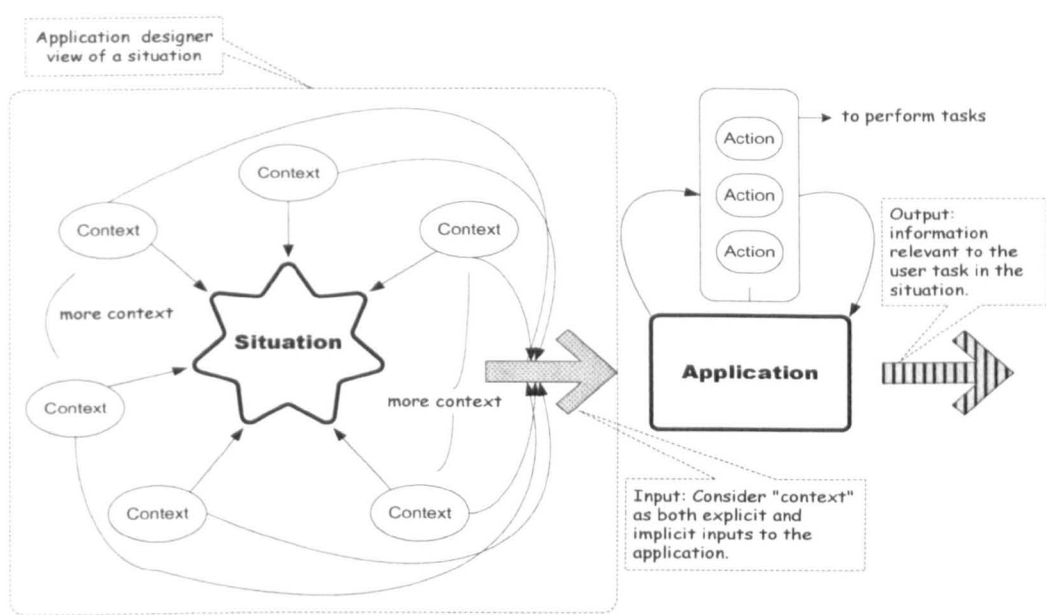 Application designer
view of a situation
Context
Context
Context
more context
Situation
Context
more context
Context
Context
Action
Action
Action
to perform tasks
Application
Output:
information
relevant to the
user task in the
situation.
Input: Consider "context"
as both explicit and
implicit inputs to the
application.